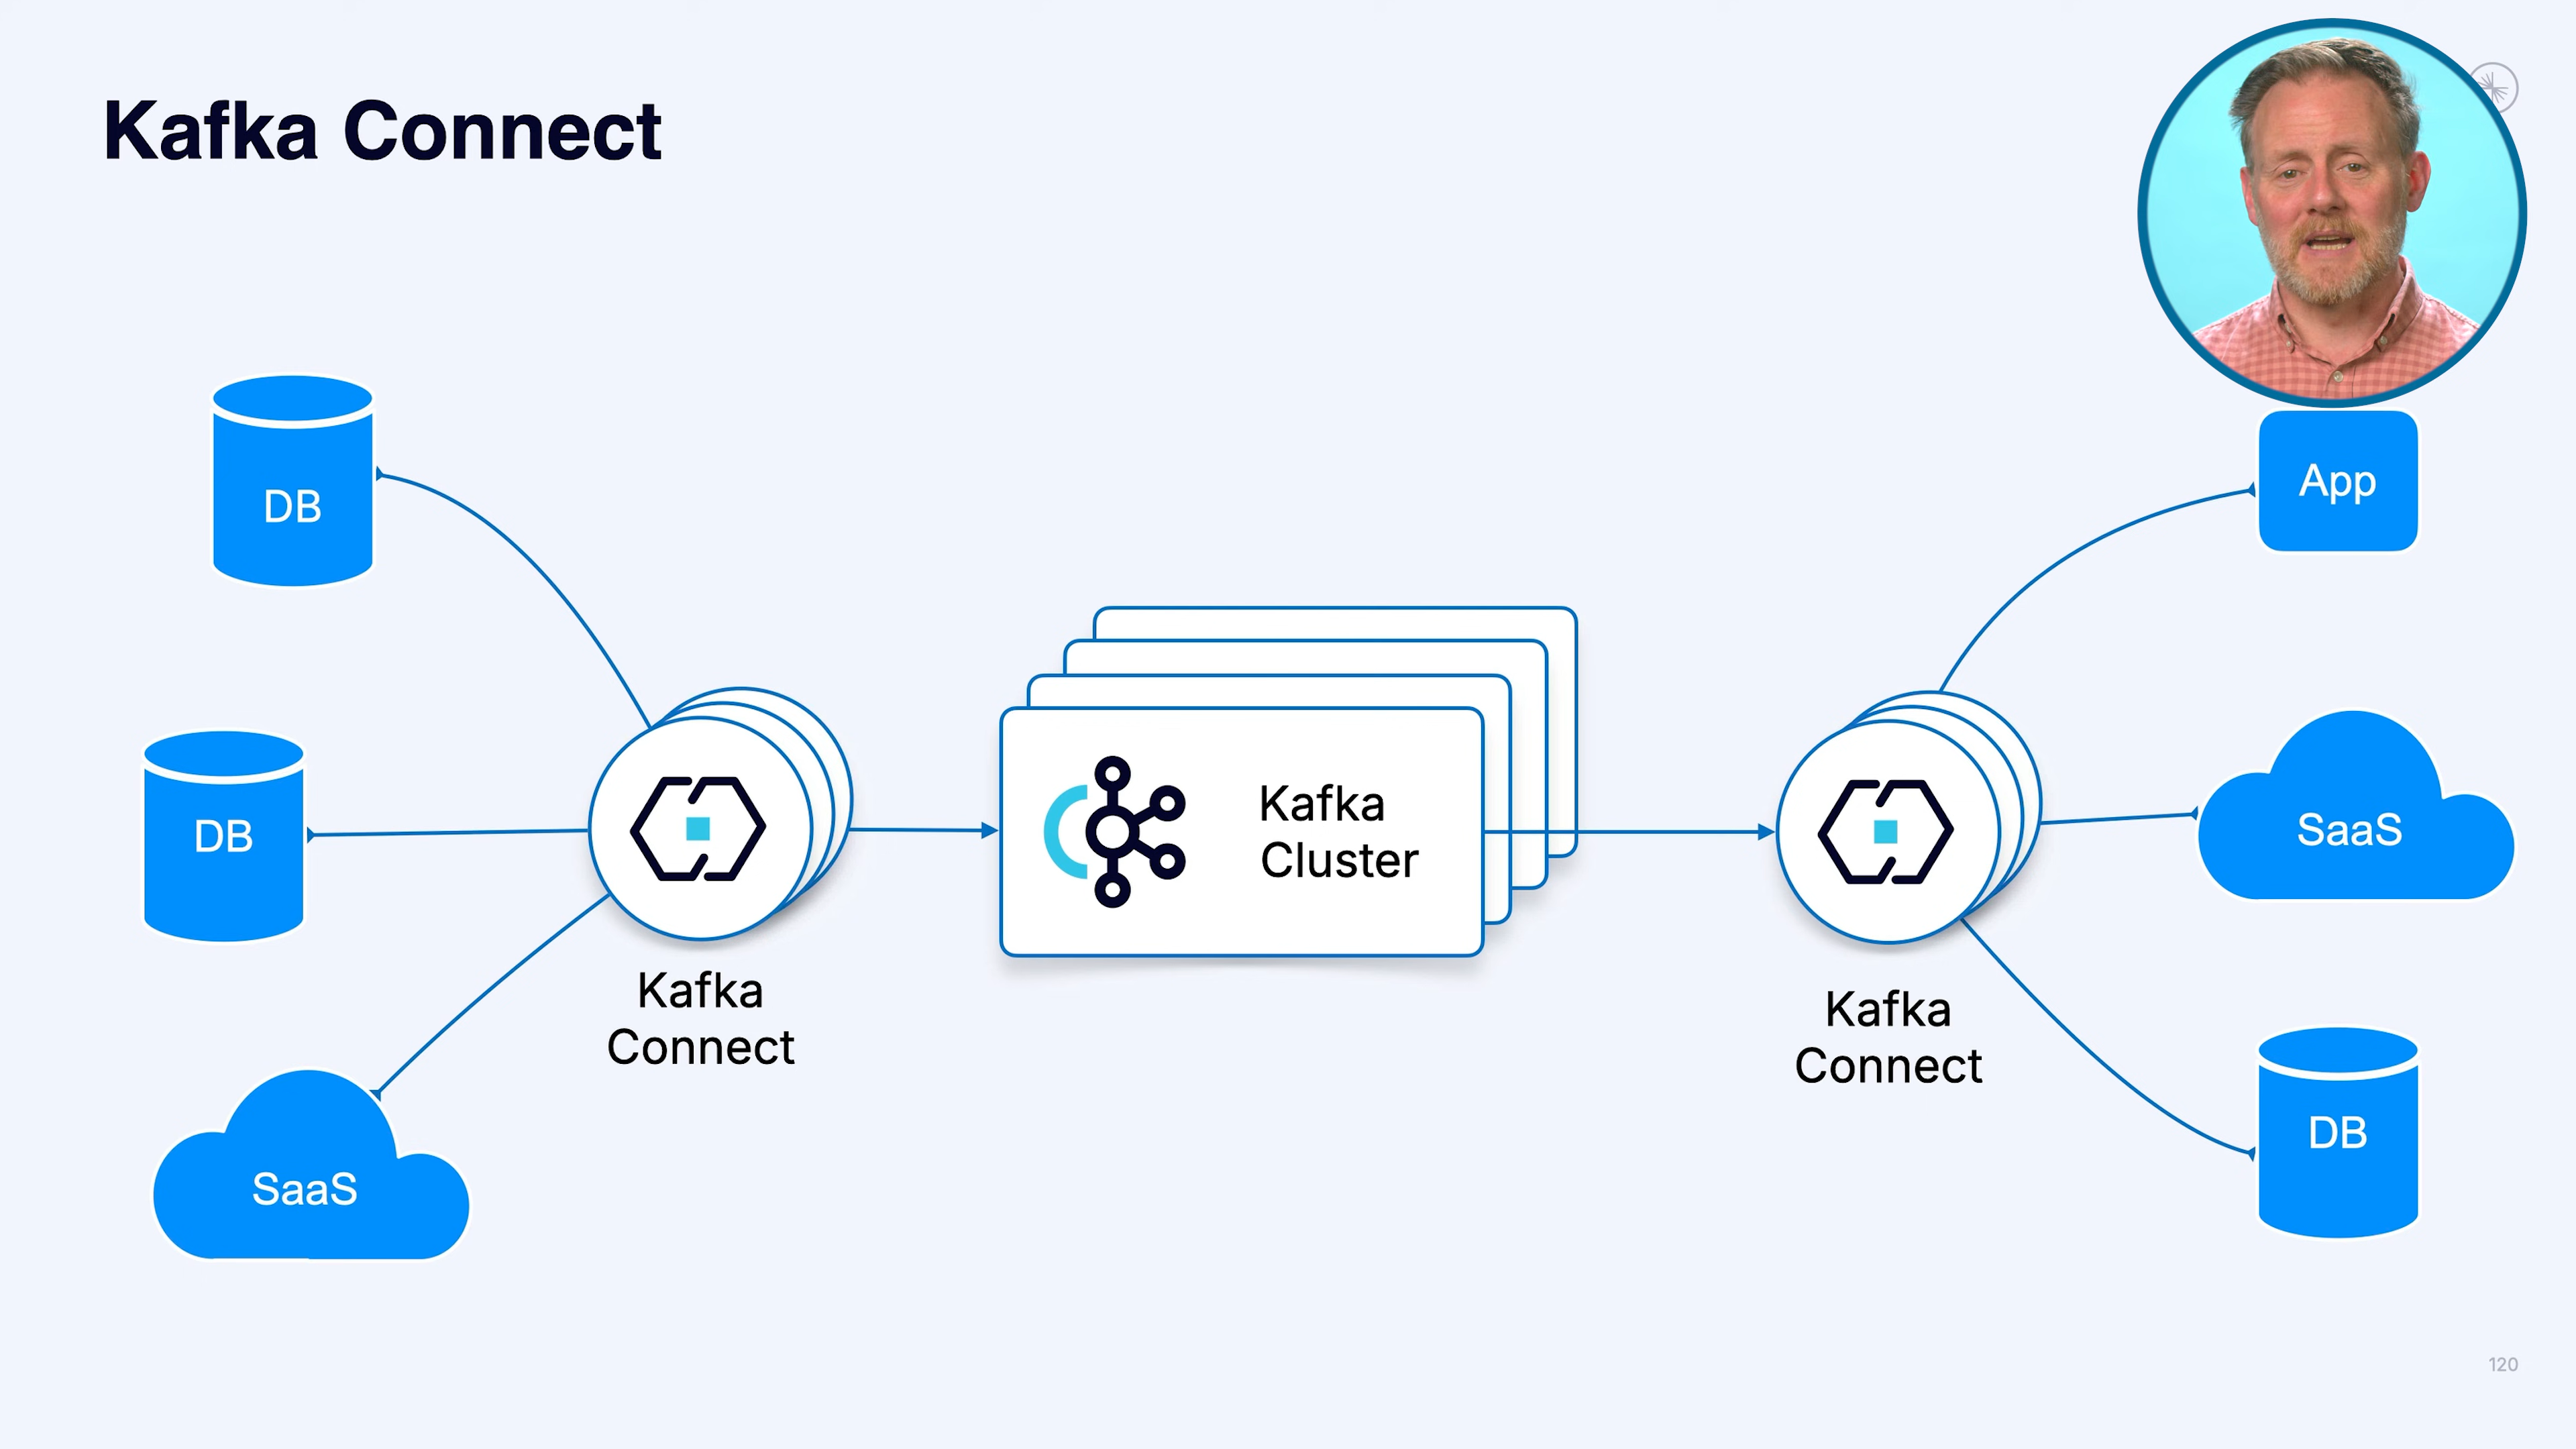 Kafka Connect
DB
App
DB
Kafka
Cluster
SaaS
Kafka
Connect
Kafka
Connect
SaaS
DB
120